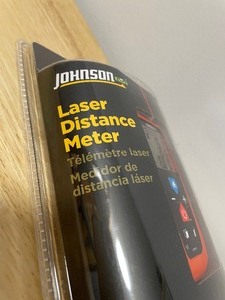 JOHNSON
Laser
Distance
Meter
Télémètre laser
Medidor de
distancia láser